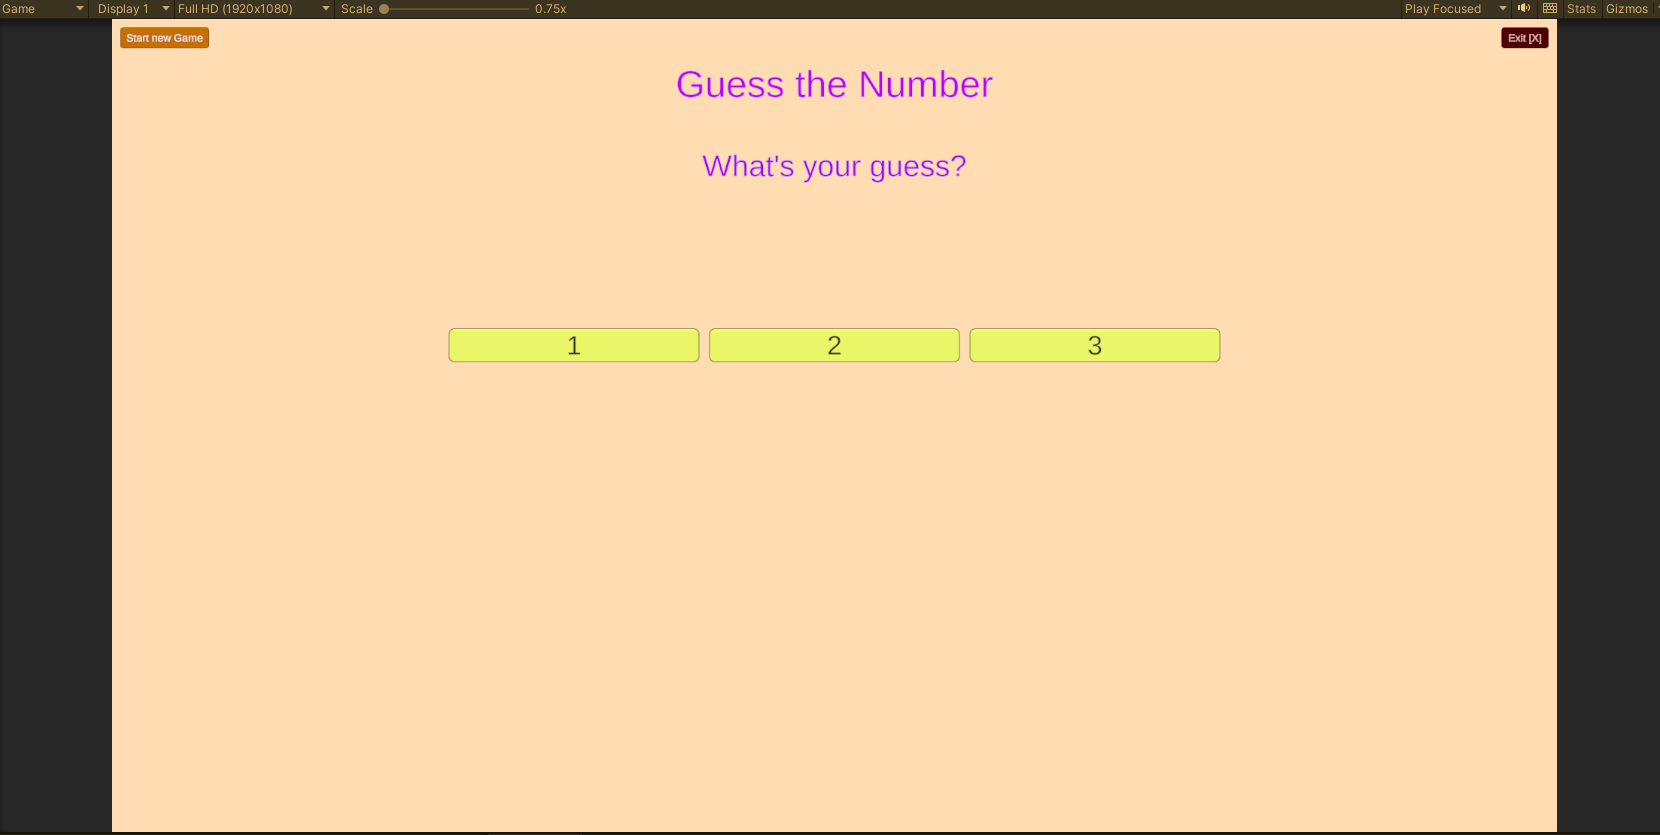 Game Display 1 Full HD (1920x1080) Scale 0.75x Play Focused Stats Gizmos
Start new Game Exit [X]
Guess the Number
What's your guess?
1 2 3